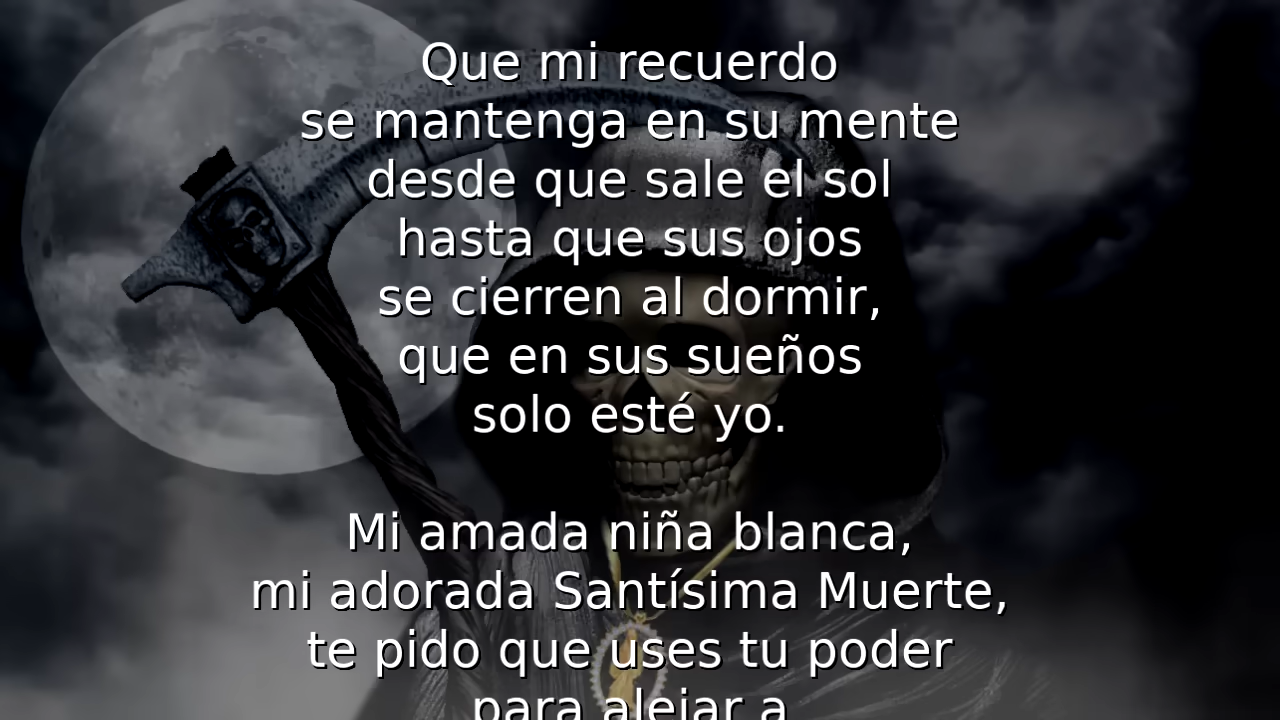 Que mi recuerdo
se mantenga en su mente
desde que sale el sol
hasta que sus ojos
se cierren al dormir,
que en sus sueños
solo esté yo.
Mi amada niña blanca,
mi adorada Santísima Muerte,
te pido que uses tu poder
para alejar a